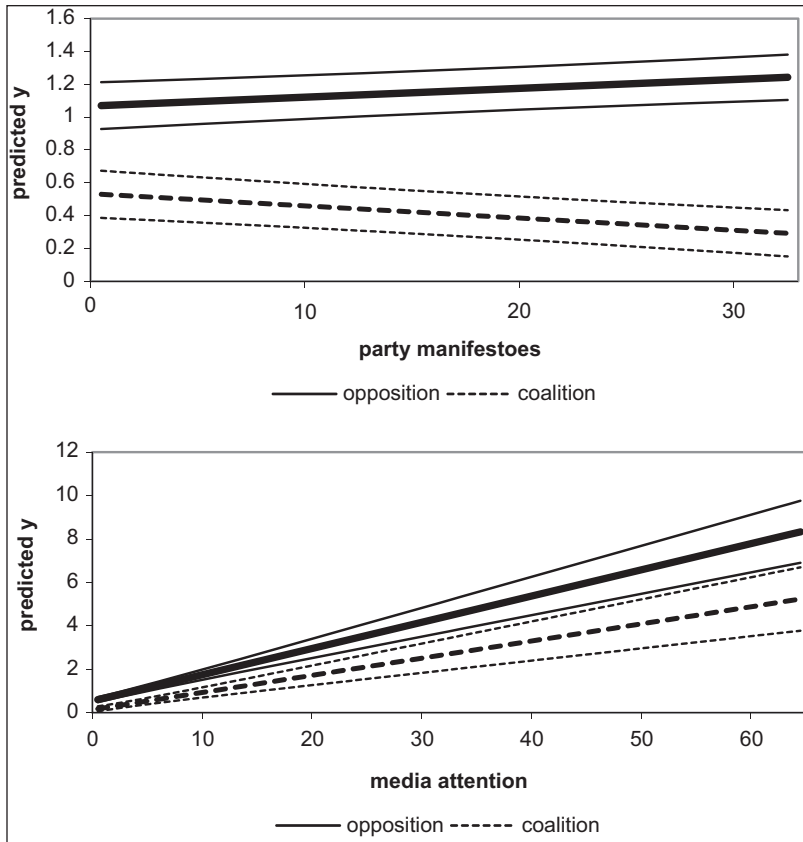 1.6
1.4
1.2
1
0.8
0.6
0.4
0.2
0
predicted y
0 10 20 30
party manifestoes
opposition coalition
12
10
8
6
4
2
0
predicted y
0 10 20 30 40 50 60
media attention
opposition coalition